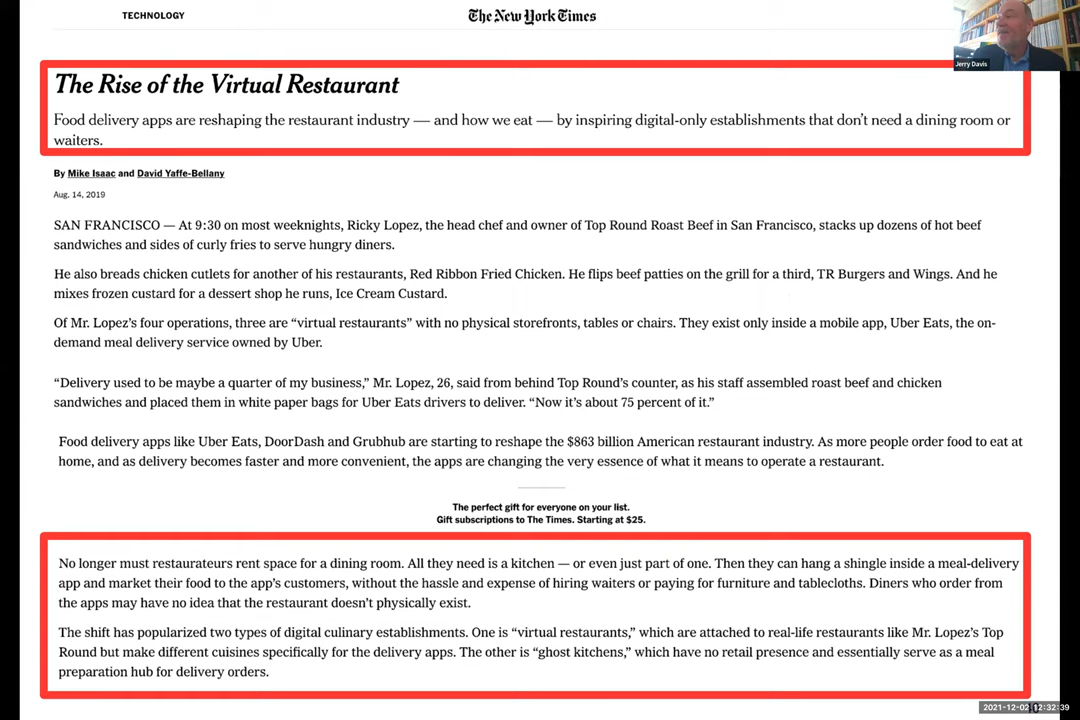 TECHNOLOGY
The New York Times
Jerry Davis
The Rise of the Virtual Restaurant
Food delivery apps are reshaping the restaurant industry — and how we eat — by inspiring digital-only establishments that don't need a dining room or
waiters.
By Mike Isaac and David Yaffe-Bellany
Aug. 14, 2019
SAN FRANCISCO — At 9:30 on most weeknights, Ricky Lopez, the head chef and owner of Top Round Roast Beef in San Francisco, stacks up dozens of hot beef
sandwiches and sides of curly fries to serve hungry diners.
He also breads chicken cutlets for another of his restaurants, Red Ribbon Fried Chicken. He flips beef patties on the grill for a third, TR Burgers and Wings. And he
mixes frozen custard for a dessert shop he runs, Ice Cream Custard.
Of Mr. Lopez's four operations, three are “virtual restaurants” with no physical storefronts, tables or chairs. They exist only inside a mobile app, Uber Eats, the on-
demand meal delivery service owned by Uber.
“Delivery used to be maybe a quarter of my business,” Mr. Lopez, 26, said from behind Top Round's counter, as his staff assembled roast beef and chicken
sandwiches and placed them in white paper bags for Uber Eats drivers to deliver. “Now it's about 75 percent of it.”
Food delivery apps like Uber Eats, DoorDash and Grubhub are starting to reshape the $863 billion American restaurant industry. As more people order food to eat at
home, and as delivery becomes faster and more convenient, the apps are changing the very essence of what it means to operate a restaurant.
The perfect gift for everyone on your list.
Gift subscriptions to The Times. Starting at $25.
No longer must restaurateurs rent space for a dining room. All they need is a kitchen — or even just part of one. Then they can hang a shingle inside a meal-delivery
app and market their food to the app's customers, without the hassle and expense of hiring waiters or paying for furniture and tablecloths. Diners who order from
the apps may have no idea that the restaurant doesn't physically exist.
The shift has popularized two types of digital culinary establishments. One is “virtual restaurants,” which are attached to real-life restaurants like Mr. Lopez's Top
Round but make different cuisines specifically for the delivery apps. The other is “ghost kitchens,” which have no retail presence and essentially serve as a meal
preparation hub for delivery orders.
2021-12-02 12:32:39